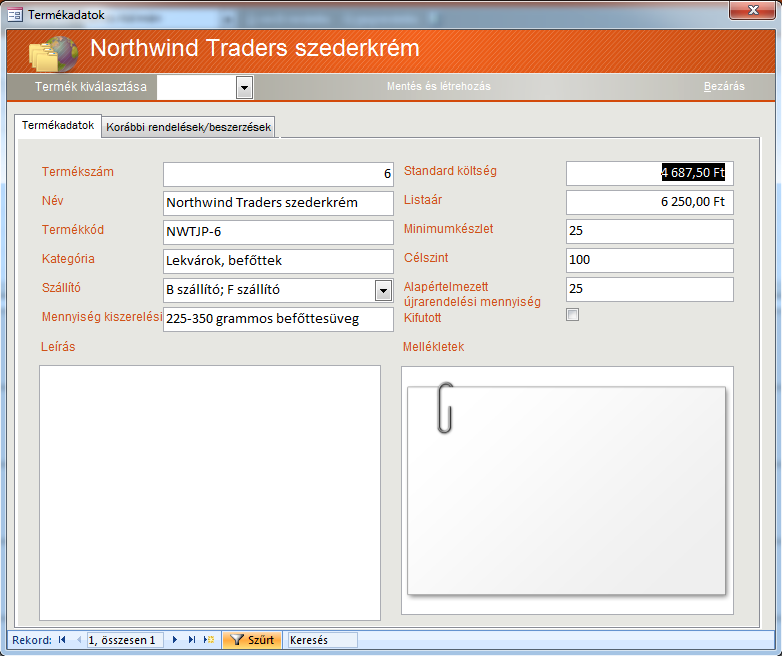 Termékadatok
Northwind Traders szederkrém
Termék kiválasztása
Mentés és létrehozás
Bezárás
Termékadatok
Korábbi rendelések/beszerzések
Termékszám 6
Név Northwind Traders szederkrém
Termékkód NWTJP-6
Kategória Lekvárok, befőttek
Szállító B szállító; F szállító
Mennyiség kiszerelési 225-350 grammos befőttesüveg
Leírás
Standard költség 4 687,50 Ft
Listaár 6 250,00 Ft
Minimumkészlet 25
Célszint 100
Alapértelmezett
újrarendelési mennyiség 25
Kifutott
Mellékletek
Rekord: 1, összesen 1 Szűrt Keresés